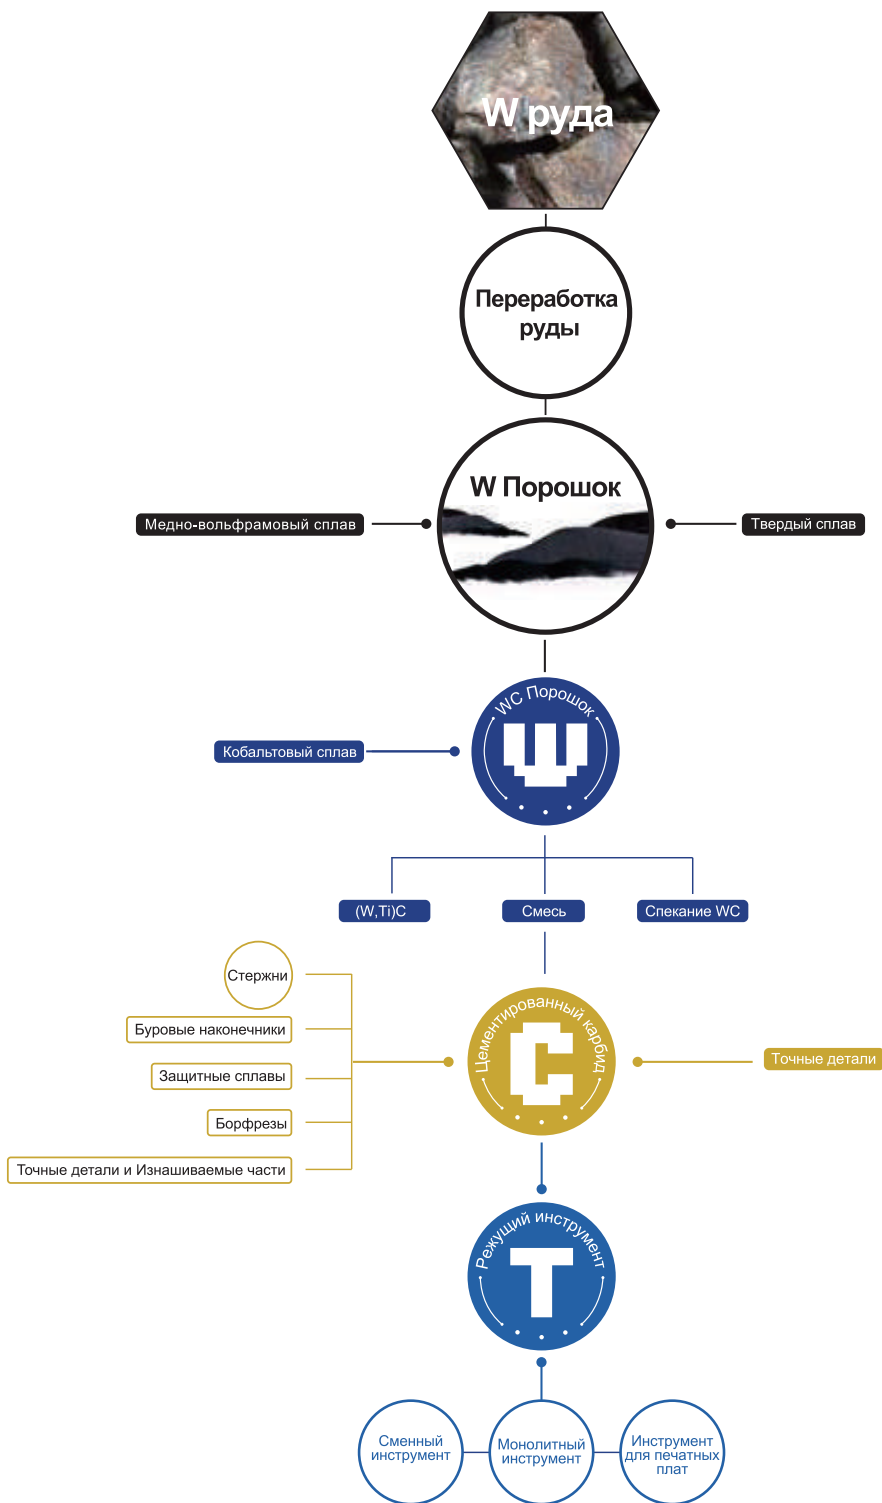 W руда
Переработка
руды
W Порошок
Медно-вольфрамовый сплав
Твердый сплав
WC Порошок
W
Кобальтовый сплав
(W,Ti)C
Смесь
Спекание WC
Стержни
Буровые наконечники
Защитные сплавы
Борфрезы
Точные детали и Изнашиваемые части
Цементированный карбид
C
Точные детали
Режущий инструмент
T
Сменный
инструмент
Монолитный
инструмент
Инструмент
для печатных
плат